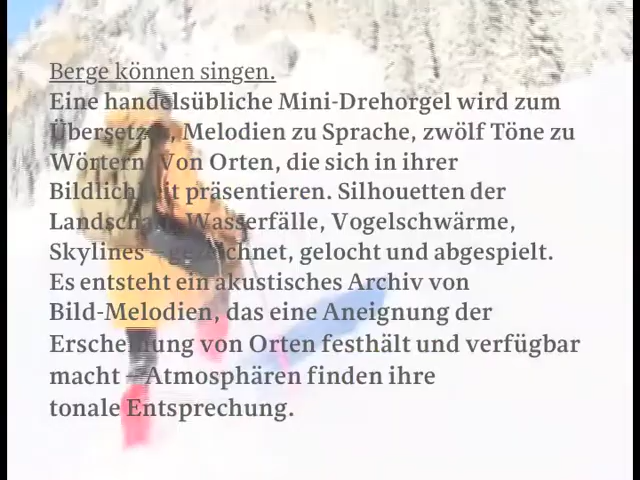 Berge können singen.
Eine handelsübliche Mini-Drehorgel wird zum
Übersetzer, Melodien zu Sprache, zwölf Töne zu
Wörtern. Von Orten, die sich in ihrer
Bildlichkeit präsentieren. Silhouetten der
Landschaft, Wasserfälle, Vogelschwärme,
Skylines – gezeichnet, gelocht und abgespielt.
Es entsteht ein akustisches Archiv von
Bild-Melodien, das eine Aneignung der
Erscheinung von Orten festhält und verfügbar
macht – Atmosphären finden ihre
tonale Entsprechung.